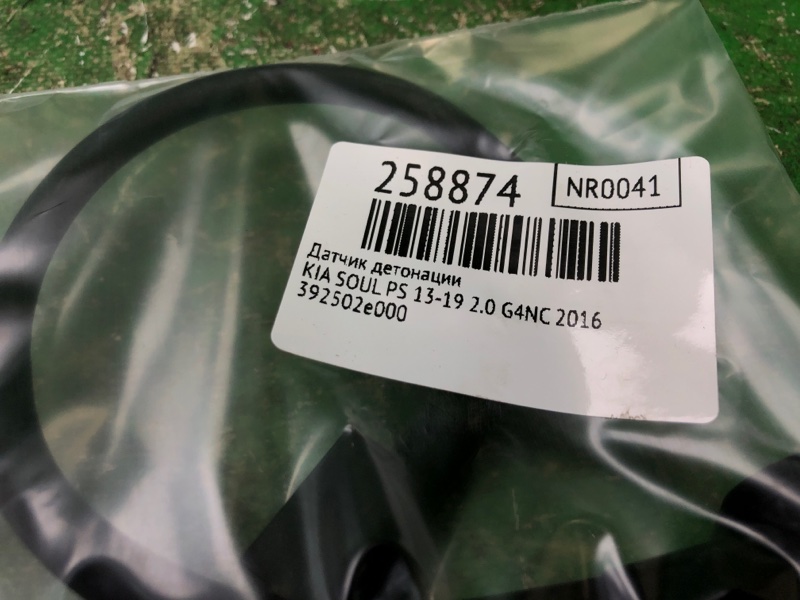 258874
NR0041
Датчик детонации
KIA SOUL PS 13-19 2.0 G4NC 2016
392502e000